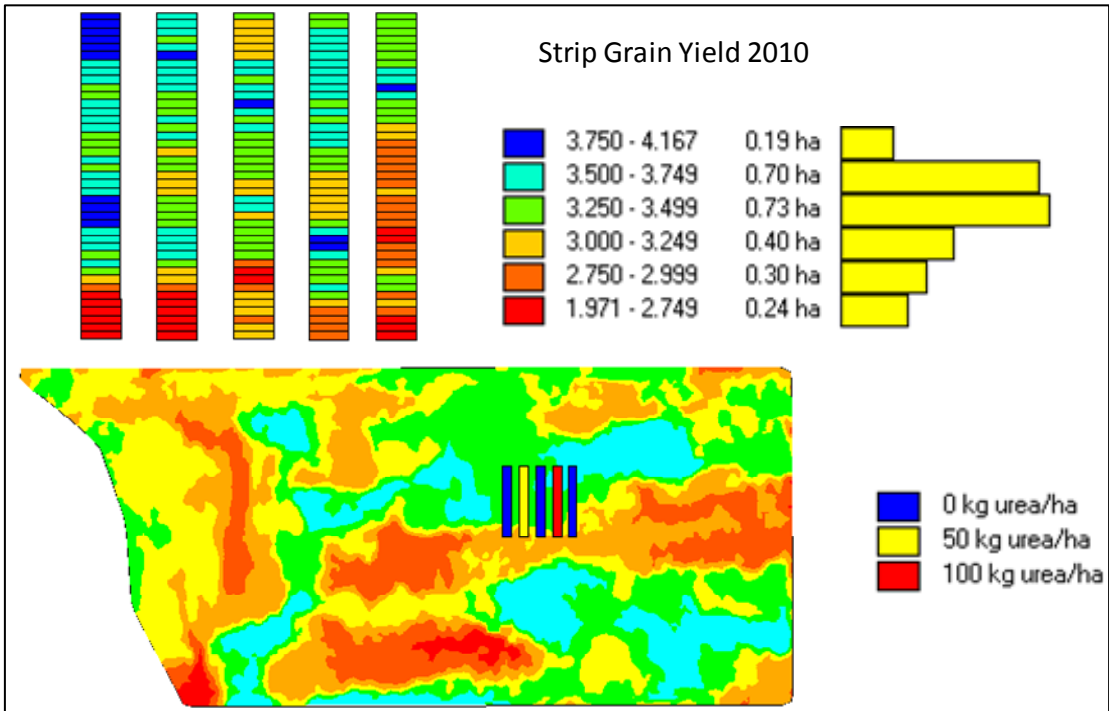 Strip Grain Yield 2010
3.750 - 4.167 0.19 ha
3.500 - 3.749 0.70 ha
3.250 - 3.499 0.73 ha
3.000 - 3.249 0.40 ha
2.750 - 2.999 0.30 ha
1.971 - 2.749 0.24 ha
0 kg urea/ha
50 kg urea/ha
100 kg urea/ha